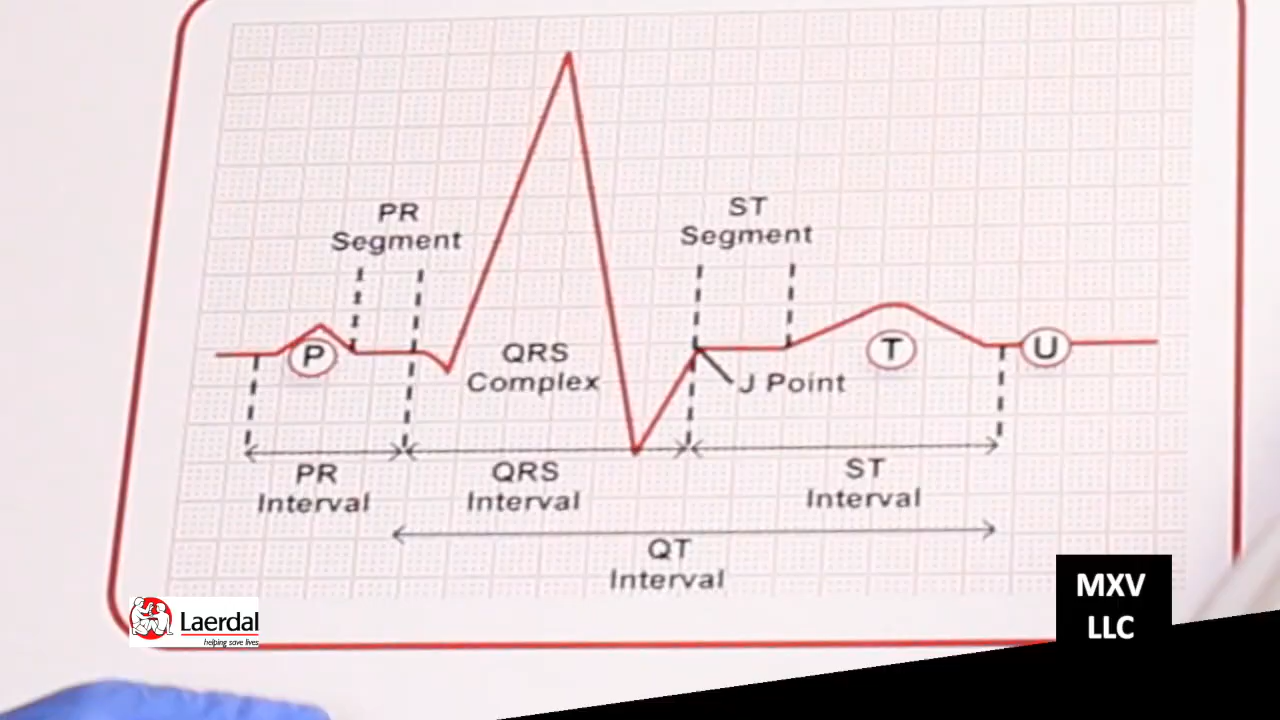 PR
Segment
ST
Segment
P
QRS
Complex
T
U
J Point
PR
Interval
QRS
Interval
ST
Interval
QT
Interval
Laerdal
helping save lives
MXV
LLC